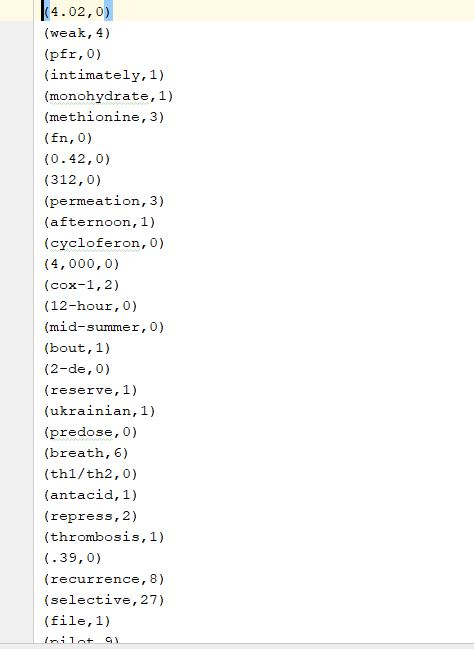 (4.02,0)
(weak,4)
(pfr,0)
(intimately,1)
(monohydrate,1)
(methionine,3)
(fn,0)
(0.42,0)
(312,0)
(permeation,3)
(afternoon,1)
(cycloferon,0)
(4,000,0)
(cox-1,2)
(12-hour,0)
(mid-summer,0)
(bout,1)
(2-de,0)
(reserve,1)
(ukrainian,1)
(predose,0)
(breath,6)
(th1/th2,0)
(antacid,1)
(repress,2)
(thrombosis,1)
(.39,0)
(recurrence,8)
(selective,27)
(file,1)
(pilot,9)